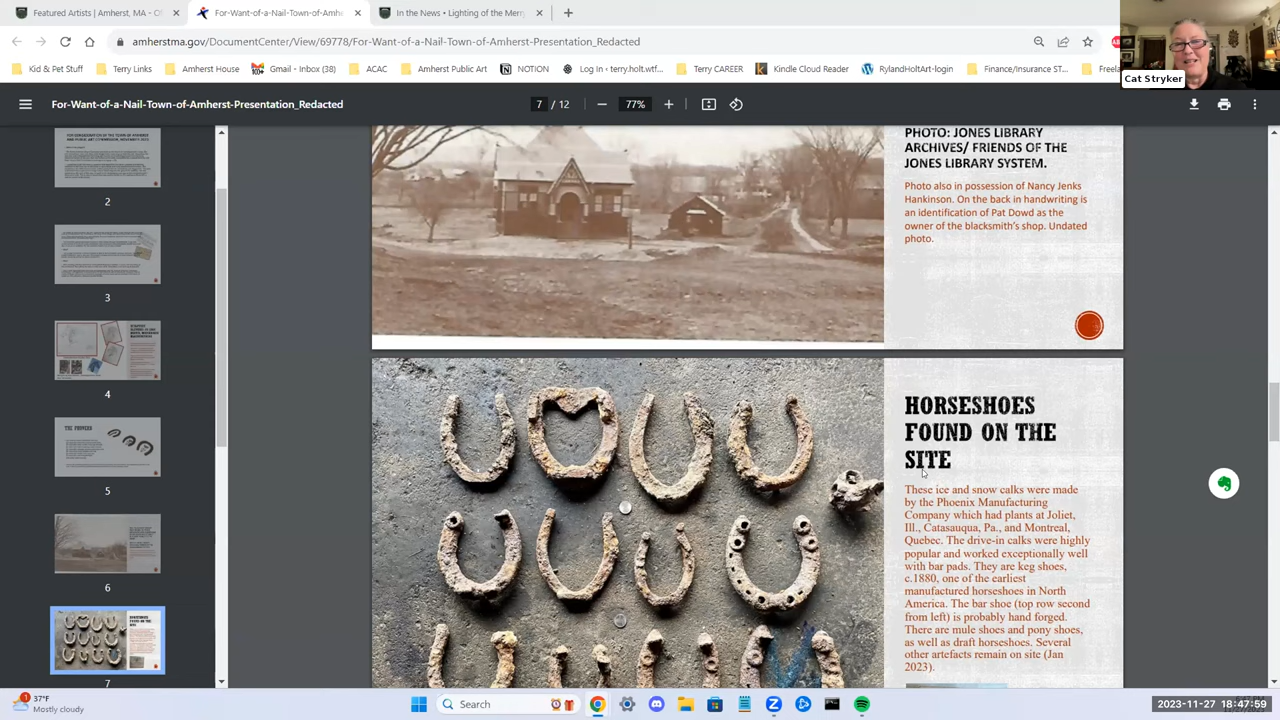 Featured Artists | Amherst, MA - Of
For-Want-of-a-Nail-Town-of-Amhe
In the News • Lighting of the Merr
amherstma.gov/DocumentCenter/View/69778/For-Want-of-a-Nail-Town-of-Amherst-Presentation_Redacted
Cat Stryker
Kid & Pet Stuff
Terry Links
Amherst House
Gmail - Inbox (38)
ACAC
NOTION
Log In ‹ terry.holt.wtf...
Terry CAREER
Kindle Cloud Reader
RylandHoltArt-login
Finance/Insurance ST...
For-Want-of-a-Nail-Town-of-Amherst-Presentation_Redacted
7 / 12
77%
2
3
4
5
6
7
PHOTO: JONES LIBRARY
ARCHIVES/ FRIENDS OF THE
JONES LIBRARY SYSTEM.
Photo also in possession of Nancy Jenks
Hankinson. On the back in handwriting is
an identification of Pat Dowd as the
owner of the blacksmith's shop. Undated
photo.
HORSESHOES
FOUND ON THE
SITE
These ice and snow calks were made
by the Phoenix Manufacturing
Company which had plants at Joliet,
Ill., Catasauqua, Pa., and Montreal,
Quebec. The drive-in calks were highly
popular and worked exceptionally well
with bar pads. They are keg shoes,
c.1880, one of the earliest
manufactured horseshoes in North
America. The bar shoe (top row second
from left) is probably hand forged.
There are mule shoes and pony shoes,
as well as draft horseshoes. Several
other artefacts remain on site (Jan
2023).
37°F
Mostly cloudy
Search
2023-11-27 18:47:59